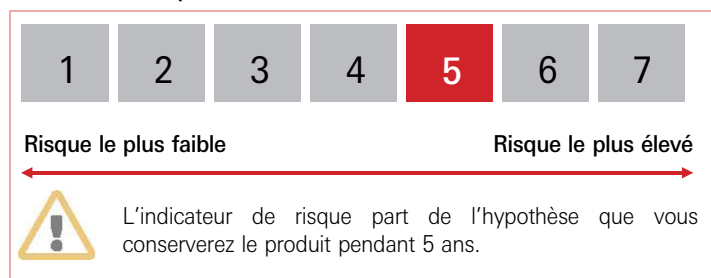 1 2 3 4 5 6 7
Risque le plus faible Risque le plus élevé
L'indicateur de risque part de l'hypothèse que vous
conserverez le produit pendant 5 ans.